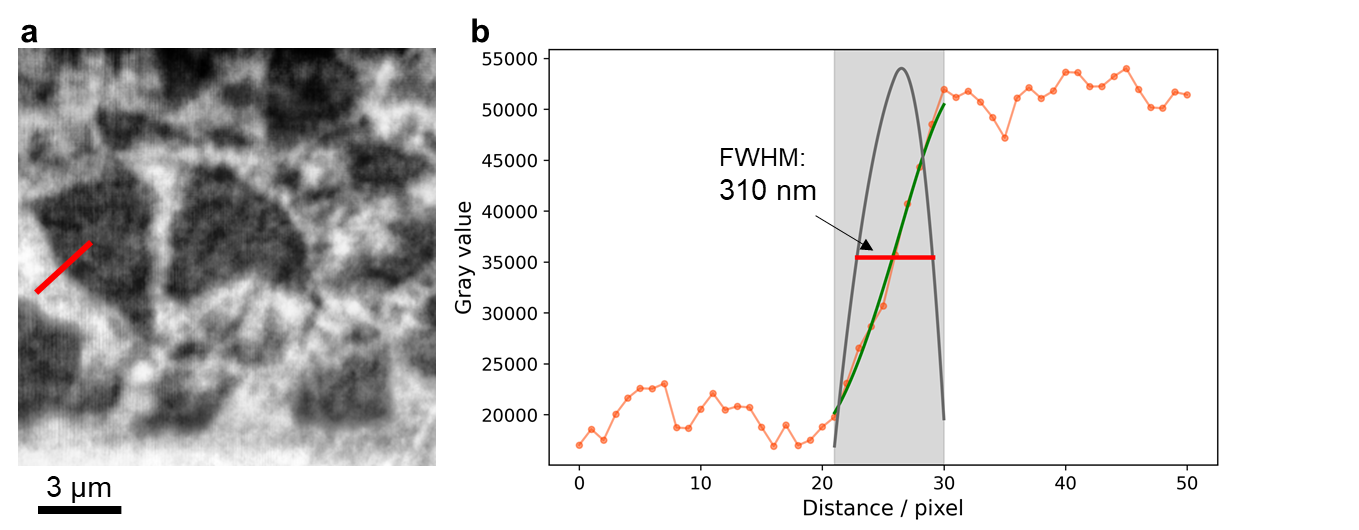 a
3 μm
b
55000
50000
45000
40000
35000
30000
25000
20000
Gray value
FWHM:
310 nm
0 10 20 30 40 50
Distance / pixel